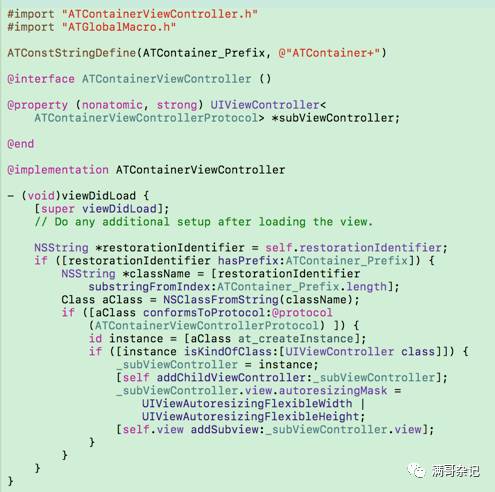 #import "ATContainerViewController.h"
#import "ATGlobalMacro.h"
ATConstStringDefine(ATContainer_Prefix, @"ATContainer+")
@interface ATContainerViewController ()
@property (nonatomic, strong) UIViewController<
ATContainerViewControllerProtocol> *subViewController;
@end
@implementation ATContainerViewController
- (void)viewDidLoad {
[super viewDidLoad];
// Do any additional setup after loading the view.
NSString *restorationIdentifier = self.restorationIdentifier;
if ([restorationIdentifier hasPrefix:ATContainer_Prefix]) {
NSString *className = [restorationIdentifier
substringFromIndex:ATContainer_Prefix.length];
Class aClass = NSClassFromString(className);
if ([aClass conformsToProtocol:@protocol
(ATContainerViewControllerProtocol) ]) {
id instance = [aClass at_createInstance];
if ([instance isKindOfClass:[UIViewController class]]) {
_subViewController = instance;
[self addChildViewController:_subViewController];
_subViewController.view.autoresizingMask =
UIViewAutoresizingFlexibleWidth |
UIViewAutoresizingFlexibleHeight;
[self.view addSubview:_subViewController.view];
}
}
}
}
满哥杂记